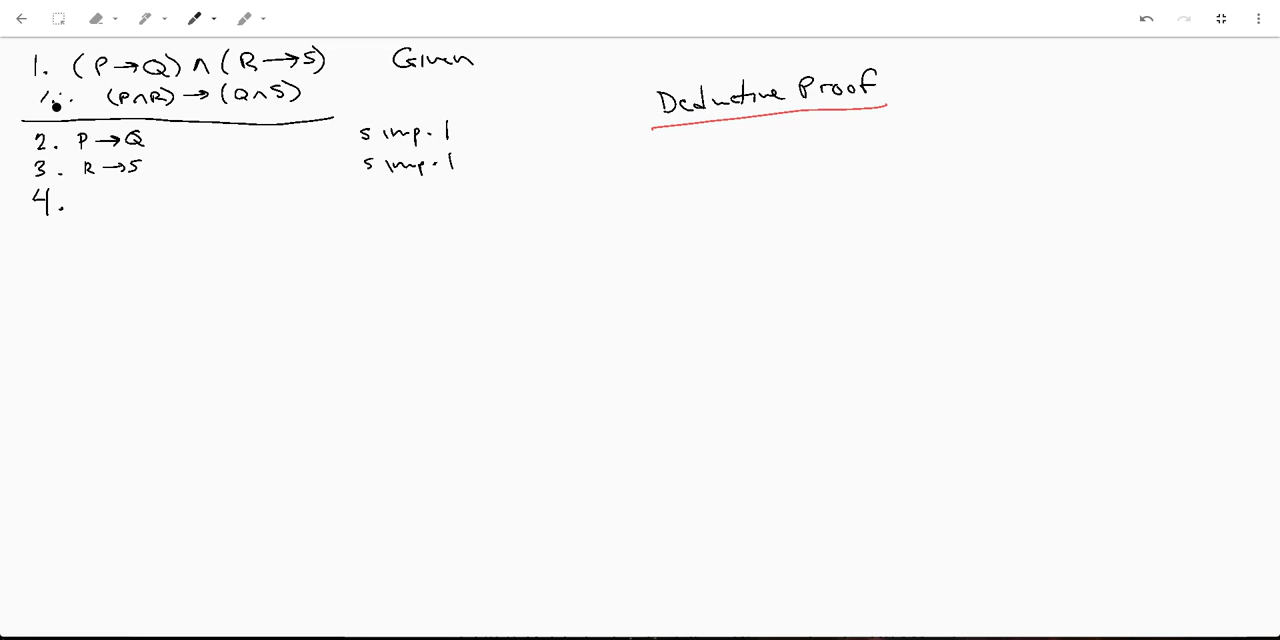 1. (P→Q) ∧ (R→S) Given
/∴ (P∧R) → (Q∧S)
Deductive Proof
2. P→Q simp. 1
3. R→S simp. 1
4.